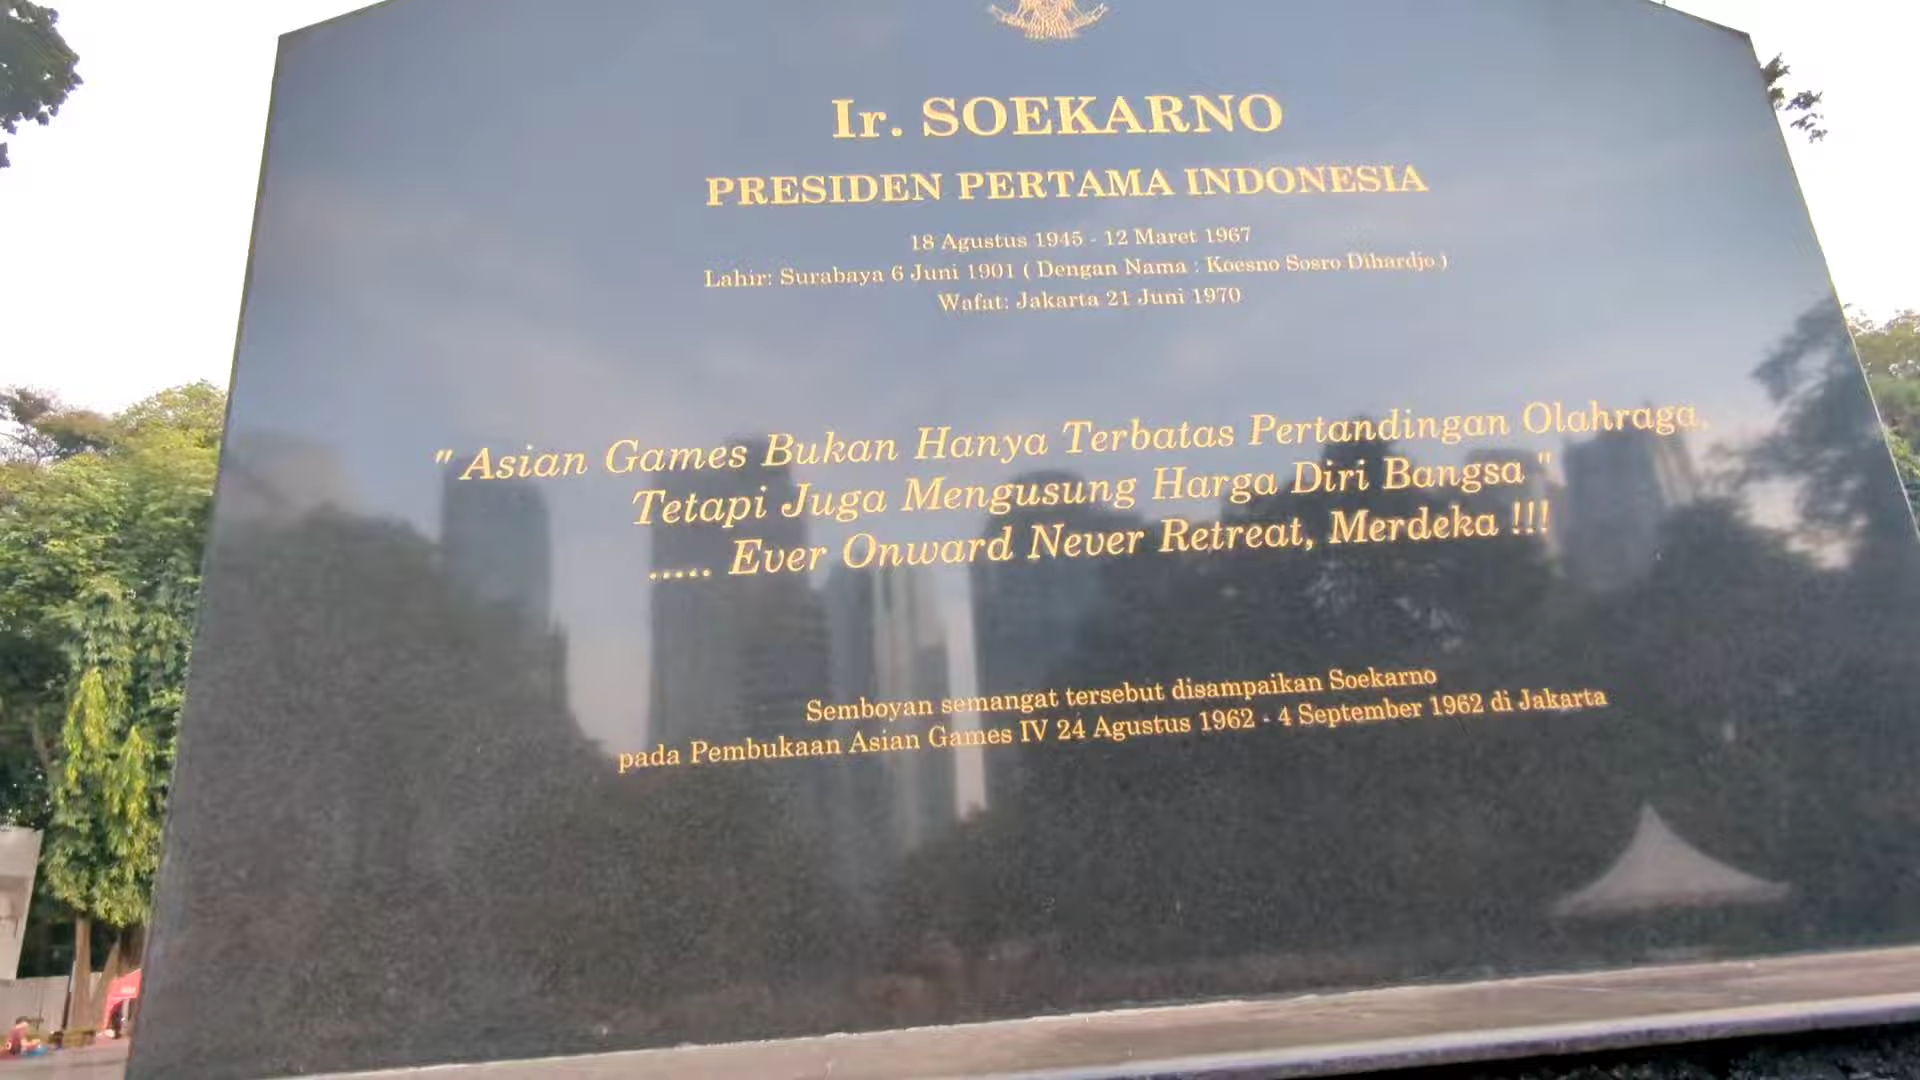 Ir. SOEKARNO
PRESIDEN PERTAMA INDONESIA
18 Agustus 1945 - 12 Maret 1967
Lahir: Surabaya 6 Juni 1901 ( Dengan Nama : Koesno Sosro Dihardjo )
Wafat: Jakarta 21 Juni 1970
" Asian Games Bukan Hanya Terbatas Pertandingan Olahraga,
Tetapi Juga Mengusung Harga Diri Bangsa "
..... Ever Onward Never Retreat, Merdeka !!!
Semboyan semangat tersebut disampaikan Soekarno
pada Pembukaan Asian Games IV 24 Agustus 1962 - 4 September 1962 di Jakarta